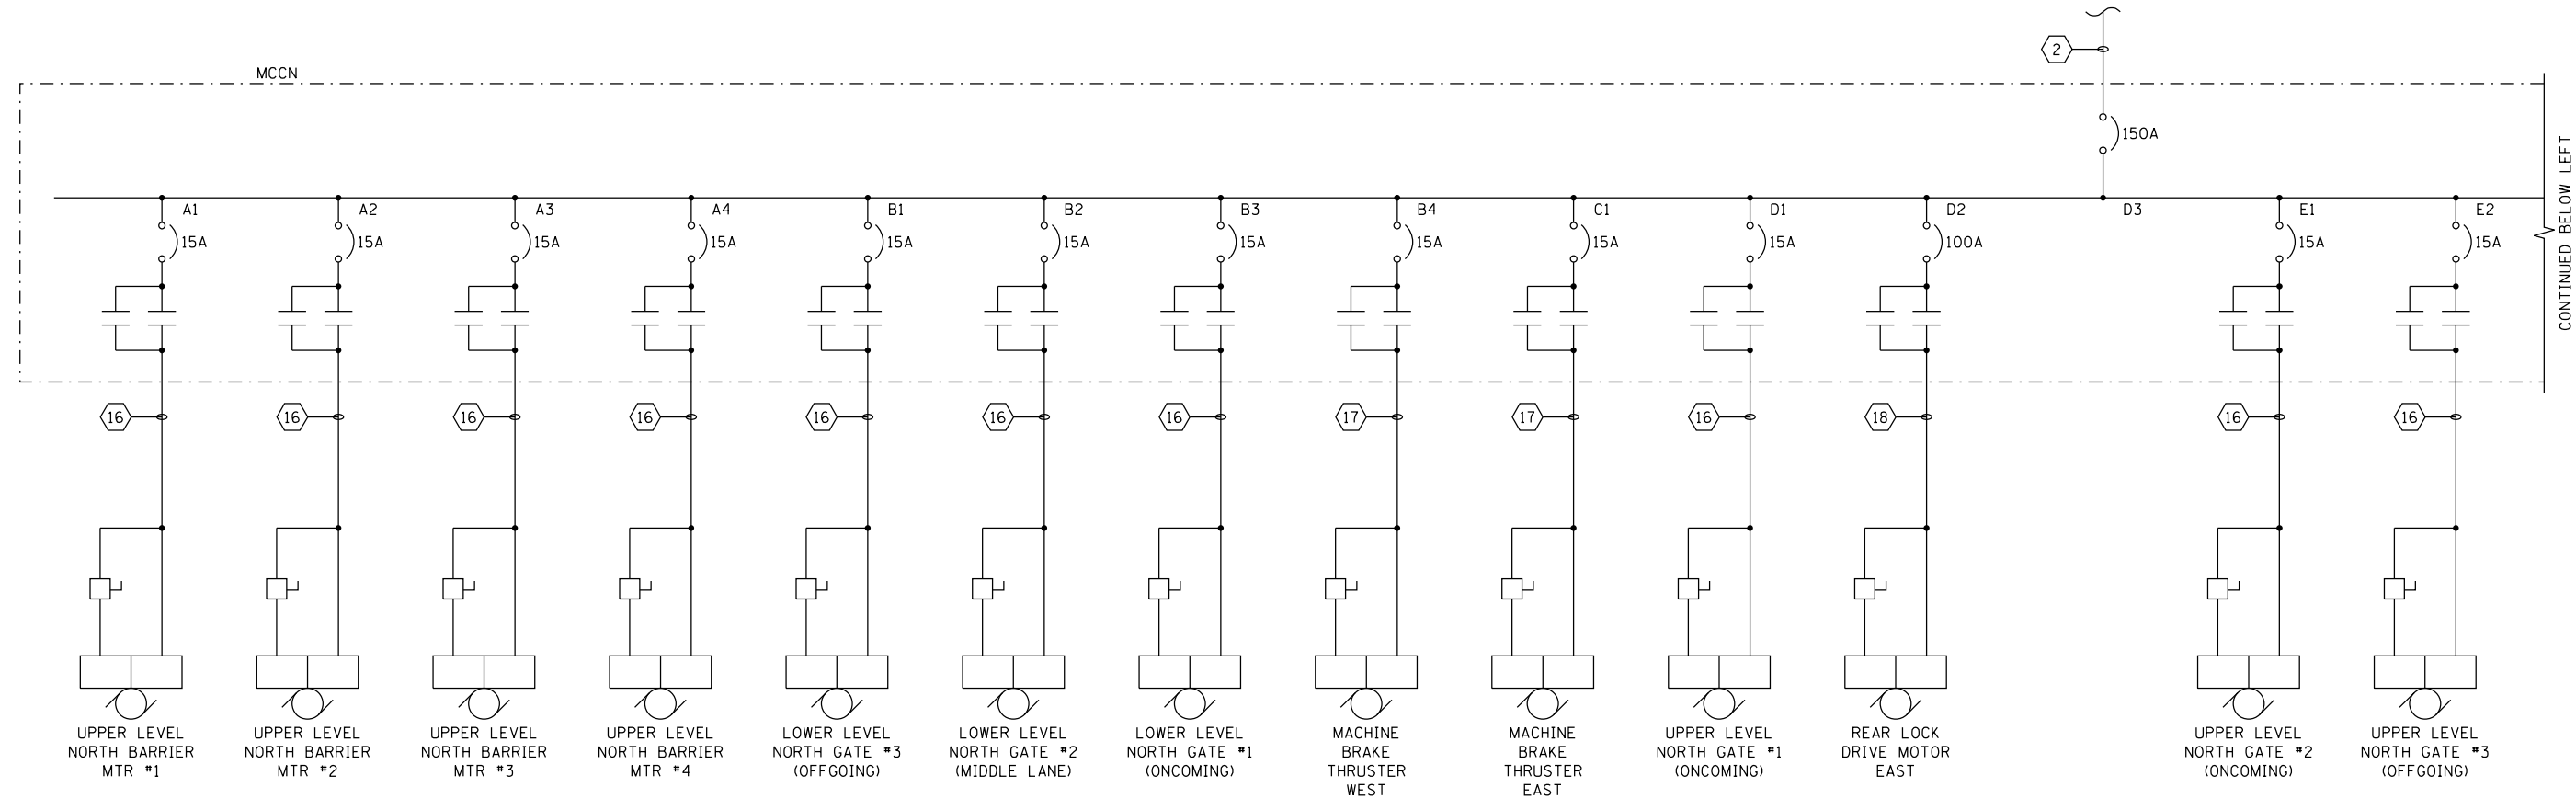 2
MCCN
150A
A1
A2
A3
A4
B1
B2
B3
B4
C1
D1
D2
D3
E1
E2
15A
15A
15A
15A
15A
15A
15A
15A
15A
15A
100A
15A
15A
CONTINUED BELOW LEFT
16
16
16
16
16
16
16
17
17
16
18
16
16
UPPER LEVEL
NORTH BARRIER
MTR #1
UPPER LEVEL
NORTH BARRIER
MTR #2
UPPER LEVEL
NORTH BARRIER
MTR #3
UPPER LEVEL
NORTH BARRIER
MTR #4
LOWER LEVEL
NORTH GATE #3
(OFFGOING)
LOWER LEVEL
NORTH GATE #2
(MIDDLE LANE)
LOWER LEVEL
NORTH GATE #1
(ONCOMING)
MACHINE
BRAKE
THRUSTER
WEST
MACHINE
BRAKE
THRUSTER
EAST
UPPER LEVEL
NORTH GATE #1
(ONCOMING)
REAR LOCK
DRIVE MOTOR
EAST
UPPER LEVEL
NORTH GATE #2
(ONCOMING)
UPPER LEVEL
NORTH GATE #3
(OFFGOING)